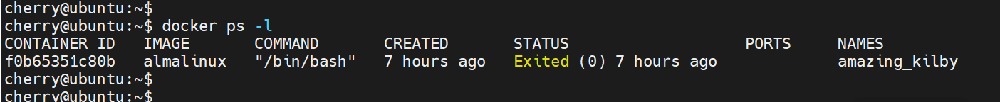 cherry@ubuntu:~$
cherry@ubuntu:~$ docker ps -l
CONTAINER ID   IMAGE       COMMAND       CREATED       STATUS                   PORTS     NAMES
f0b65351c80b   almalinux   "/bin/bash"   7 hours ago   Exited (0) 7 hours ago             amazing_kilby
cherry@ubuntu:~$
cherry@ubuntu:~$